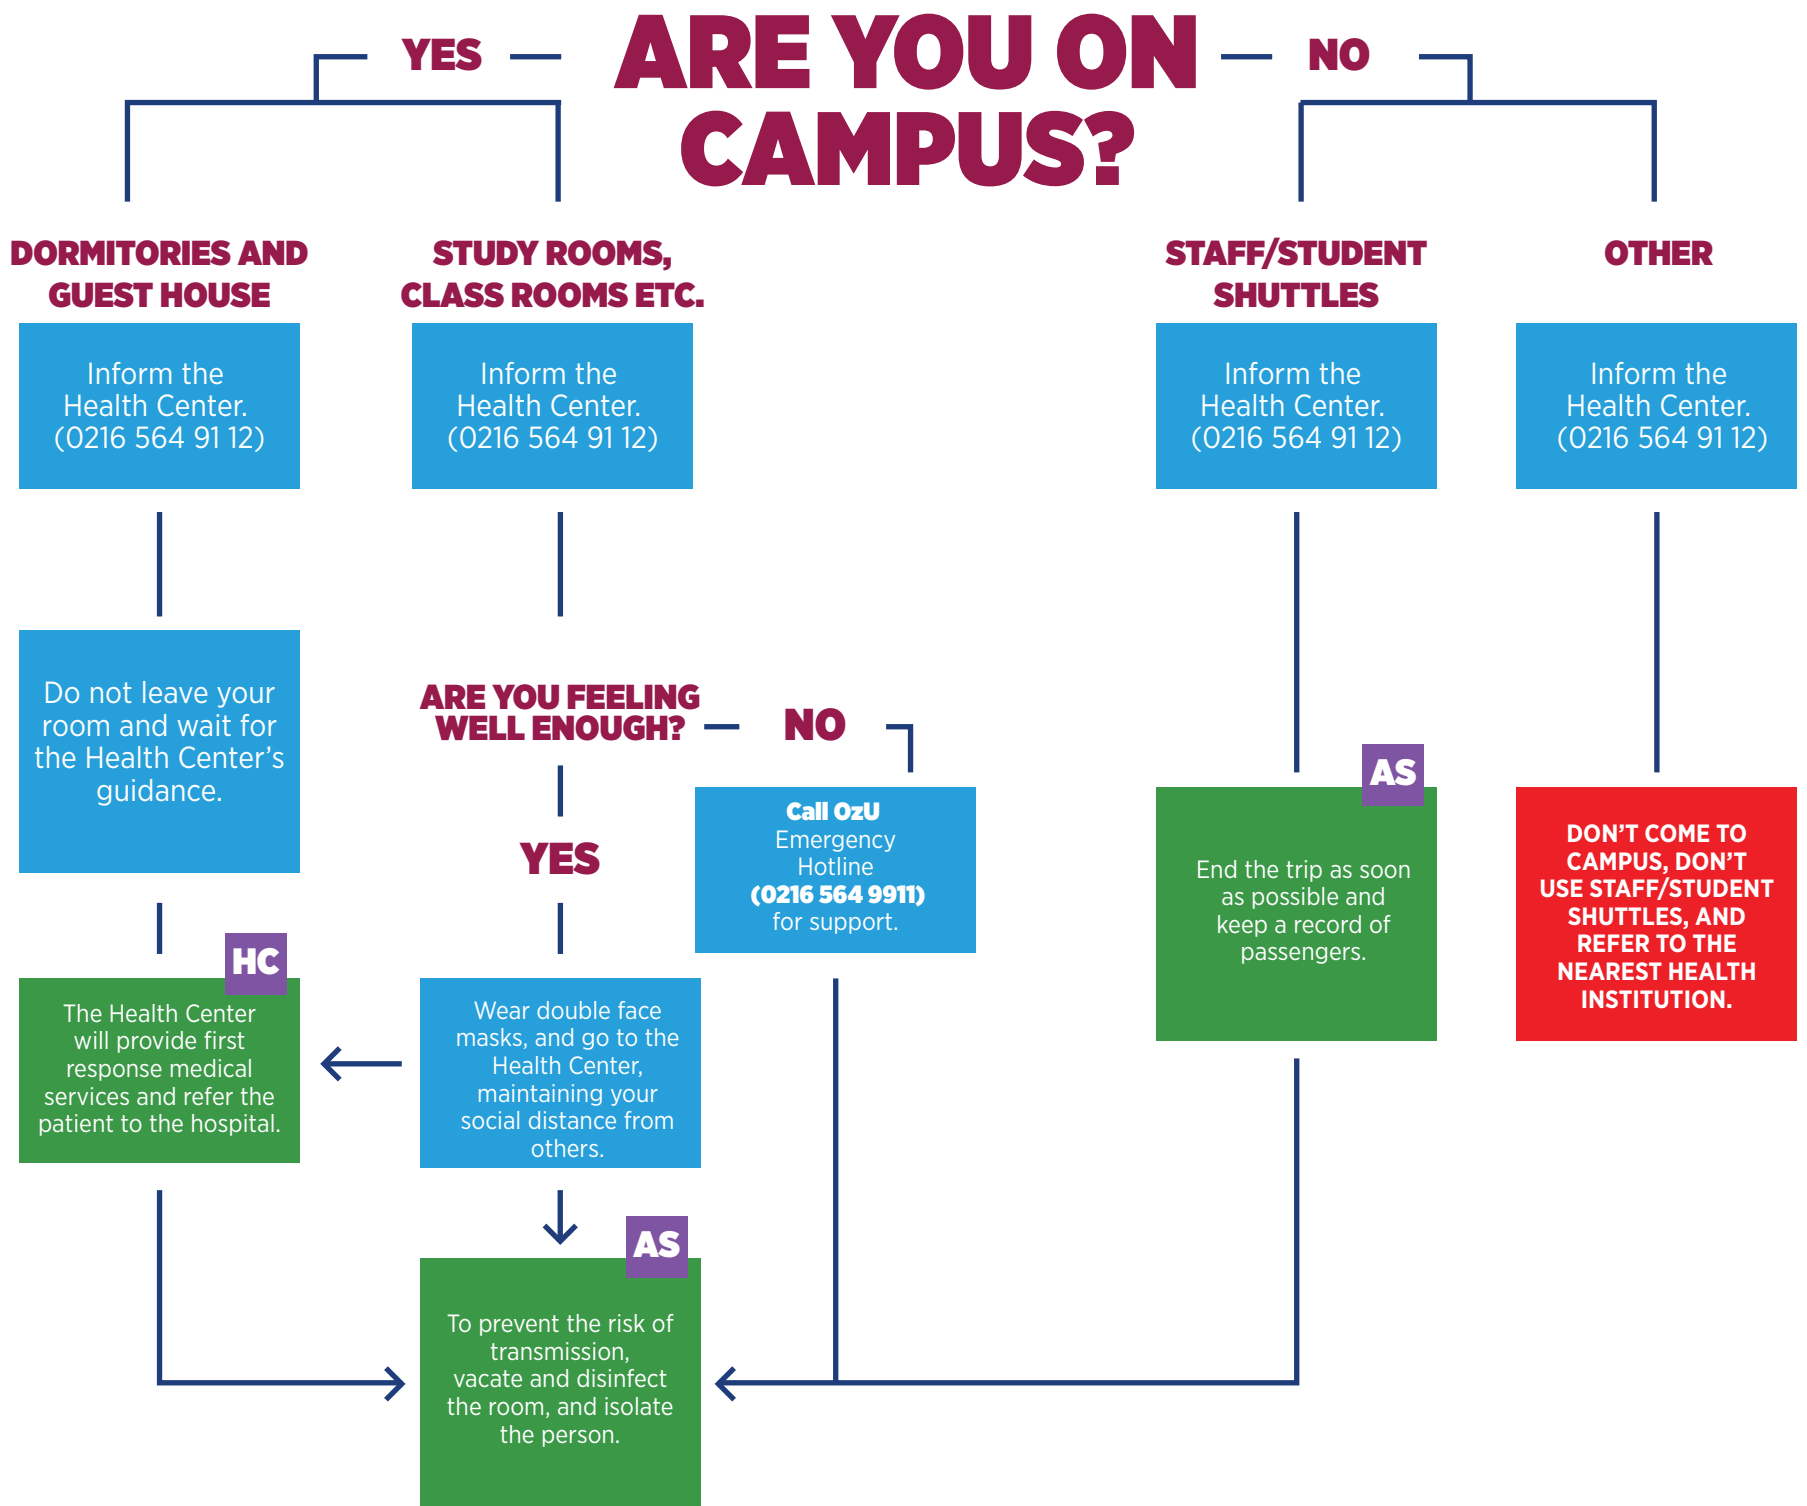 YES
ARE YOU ON
CAMPUS?
NO
DORMITORIES AND
GUEST HOUSE
Inform the
Health Center.
(0216 564 91 12)
Do not leave your
room and wait for
the Health Center's
guidance.
HC
The Health Center
will provide first
response medical
services and refer the
patient to the hospital.
STUDY ROOMS,
CLASS ROOMS ETC.
Inform the
Health Center.
(0216 564 91 12)
ARE YOU FEELING
WELL ENOUGH?
NO
Call OzU
Emergency
Hotline
(0216 564 9911)
for support.
YES
Wear double face
masks, and go to the
Health Center,
maintaining your
social distance from
others.
AS
To prevent the risk of
transmission,
vacate and disinfect
the room, and isolate
the person.
STAFF/STUDENT
SHUTTLES
Inform the
Health Center.
(0216 564 91 12)
AS
End the trip as soon
as possible and
keep a record of
passengers.
OTHER
Inform the
Health Center.
(0216 564 91 12)
DON'T COME TO
CAMPUS, DON'T
USE STAFF/STUDENT
SHUTTLES, AND
REFER TO THE
NEAREST HEALTH
INSTITUTION.